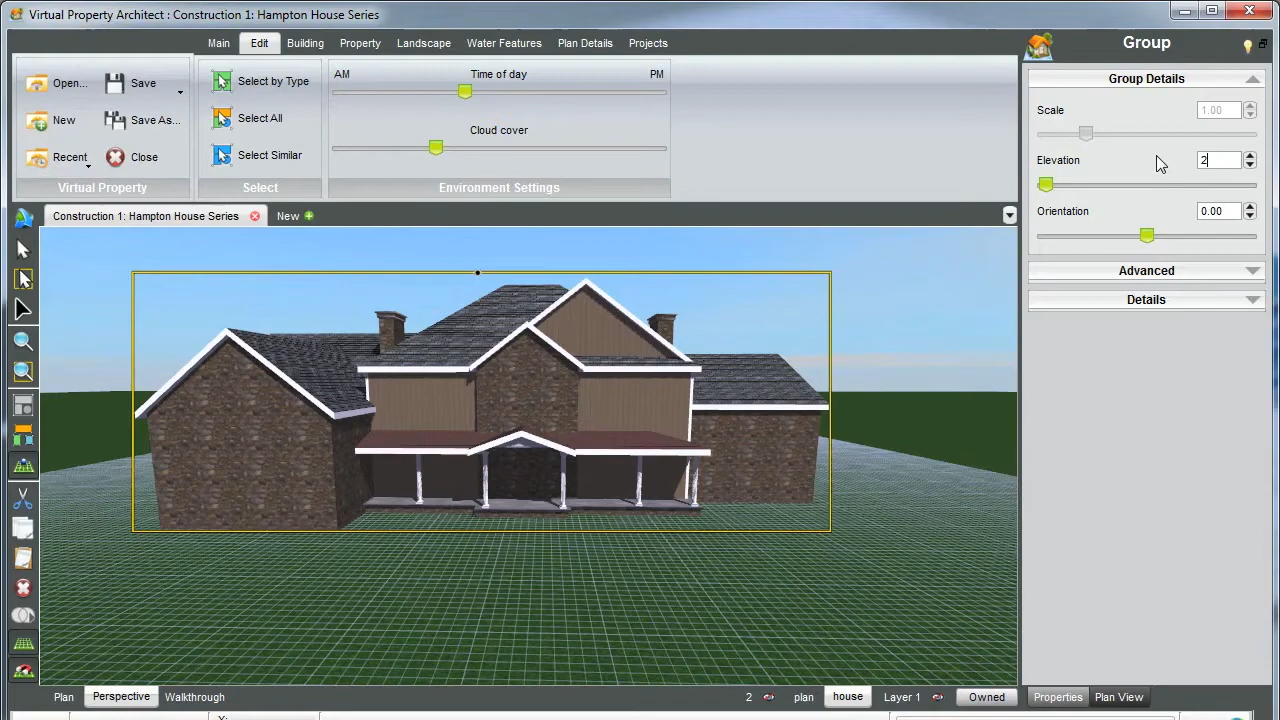 Virtual Property Architect : Construction 1: Hampton House Series
Main Edit Building Property Landscape Water Features Plan Details Projects
Open... Save
New Save As...
Recent Close
Virtual Property
Select by Type
Select All
Select Similar
Select
AM Time of day PM
Cloud cover
Environment Settings
Construction 1: Hampton House Series New
Group
Group Details
Scale 1.00
Elevation 2
Orientation 0.00
Advanced
Details
Plan Perspective Walkthrough 2 plan house Layer 1 Owned Properties Plan View
X: